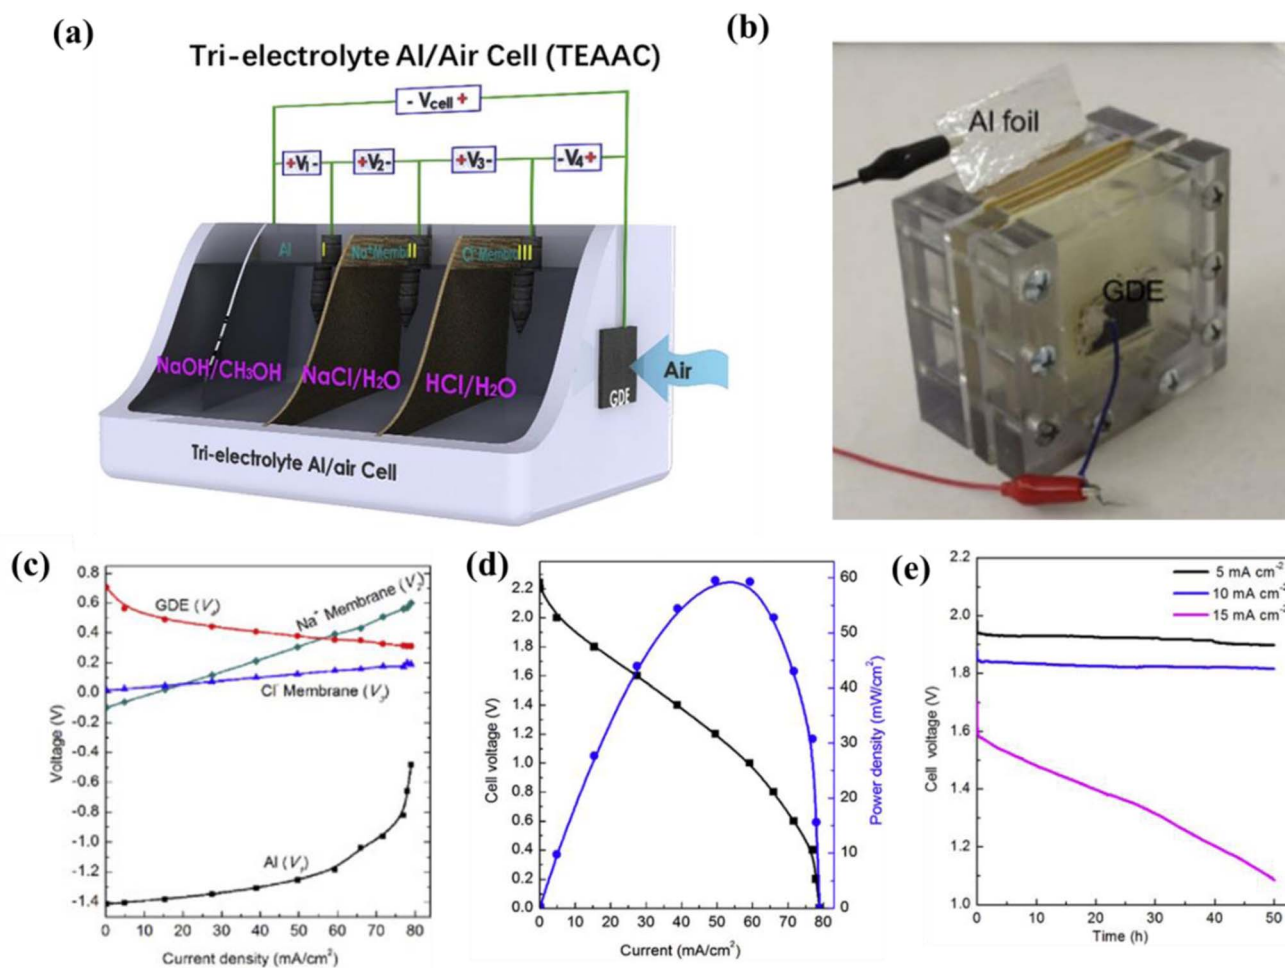 (a)
Tri-electrolyte Al/Air Cell (TEAAC)
- Vcell +
+V1-
+V2-
+V3-
-V4+
Al
I
Na+Membr
II
Cl-Membra
III
NaOH/CH3OH
NaCl/H2O
HCl/H2O
GDE
Air
Tri-electrolyte Al/air Cell
(b)
Al foil
GDE
(c)
0.8
0.6
0.4
0.2
0.0
-0.2
-0.4
-0.6
-0.8
-1.0
-1.2
-1.4
Voltage (V)
GDE (V4)
Na+ Membrane (V2)
Cl- Membrane (V3)
Al (V1)
0 10 20 30 40 50 60 70 80
Current density (mA/cm2)
(d)
2.2
2.0
1.8
1.6
1.4
1.2
1.0
0.8
0.6
0.4
0.2
0.0
Cell voltage (V)
60
50
40
30
20
10
0
Power density (mW/cm2)
0 10 20 30 40 50 60 70 80
Current (mA/cm2)
(e)
2.2
2.0
1.8
1.6
1.4
1.2
1.0
Cell voltage (V)
5 mA cm-2
10 mA cm-2
15 mA cm-2
0 10 20 30 40 50
Time (h)